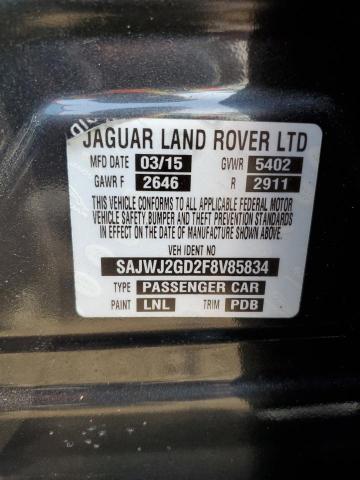 JAGUAR LAND ROVER LTD
MFD DATE 03/15 GVWR 5402
GAWR F 2646 R 2911
THIS VEHICLE CONFORMS TO ALL APPLICABLE FEDERAL MOTOR
VEHICLE SAFETY,BUMPER AND THEFT PREVENTION STANDARDS
IN EFFECT ON THE DATE OF MANUFACTURE SHOWN ABOVE
VEH IDENT NO
SAJWJ2GD2F8V85834
TYPE PASSENGER CAR
PAINT LNL TRIM PDB